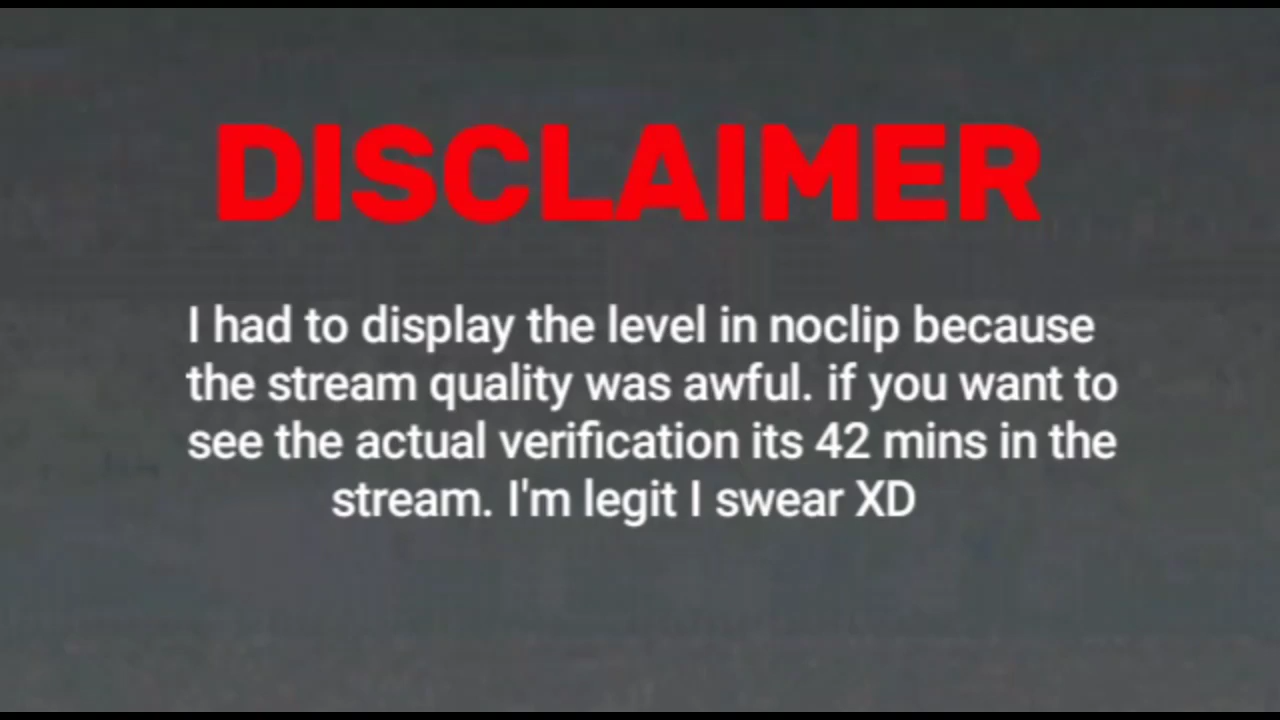 DISCLAIMER
I had to display the level in noclip because
the stream quality was awful. if you want to
see the actual verification its 42 mins in the
stream. I'm legit I swear XD